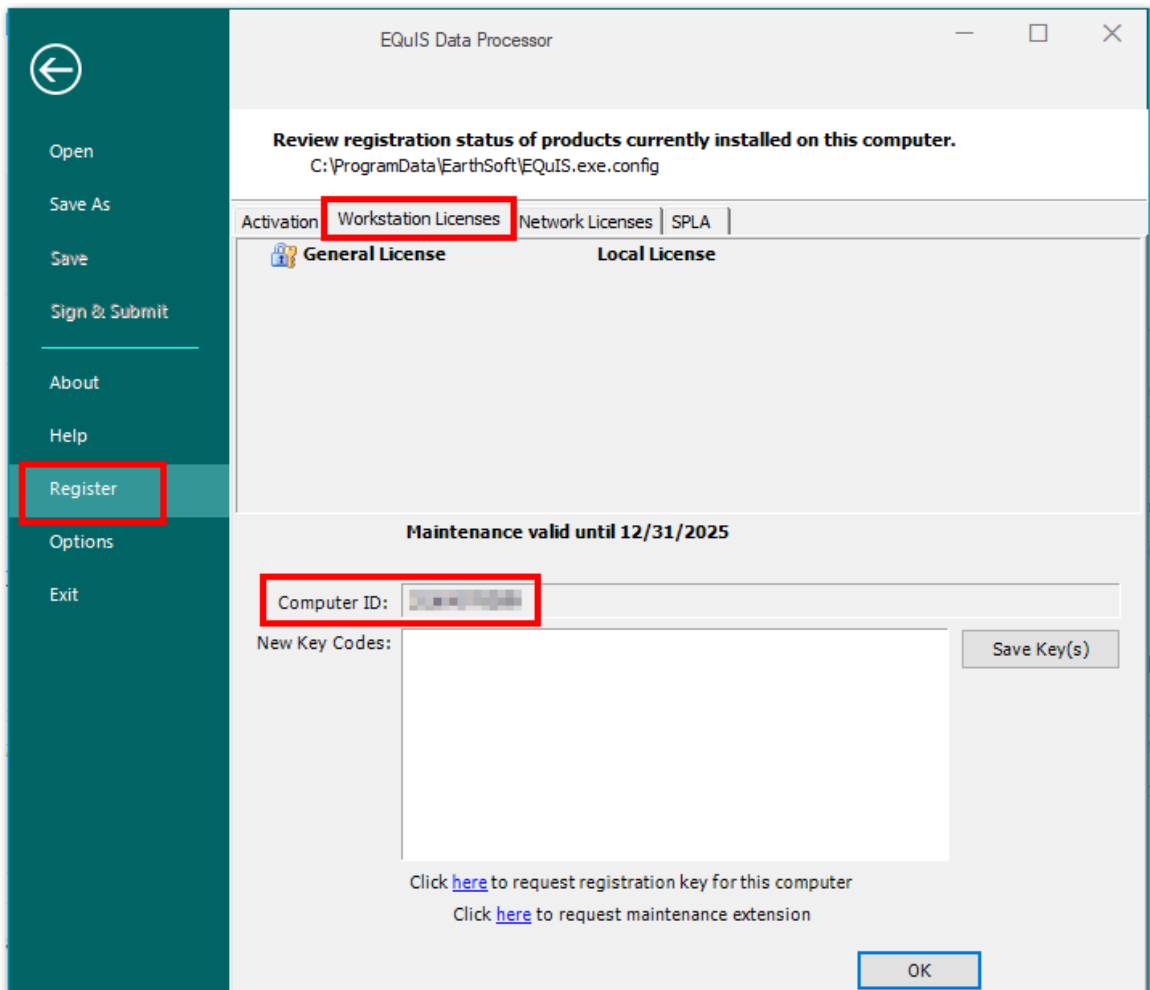 EQuIS Data Processor
Open
Save As
Save
Sign & Submit
About
Help
Register
Options
Exit
Review registration status of products currently installed on this computer.
C:\ProgramData\EarthSoft\EQuIS.exe.config
Activation Workstation Licenses Network Licenses SPLA
General License Local License
Maintenance valid until 12/31/2025
Computer ID:
New Key Codes:
Save Key(s)
Click here to request registration key for this computer
Click here to request maintenance extension
OK